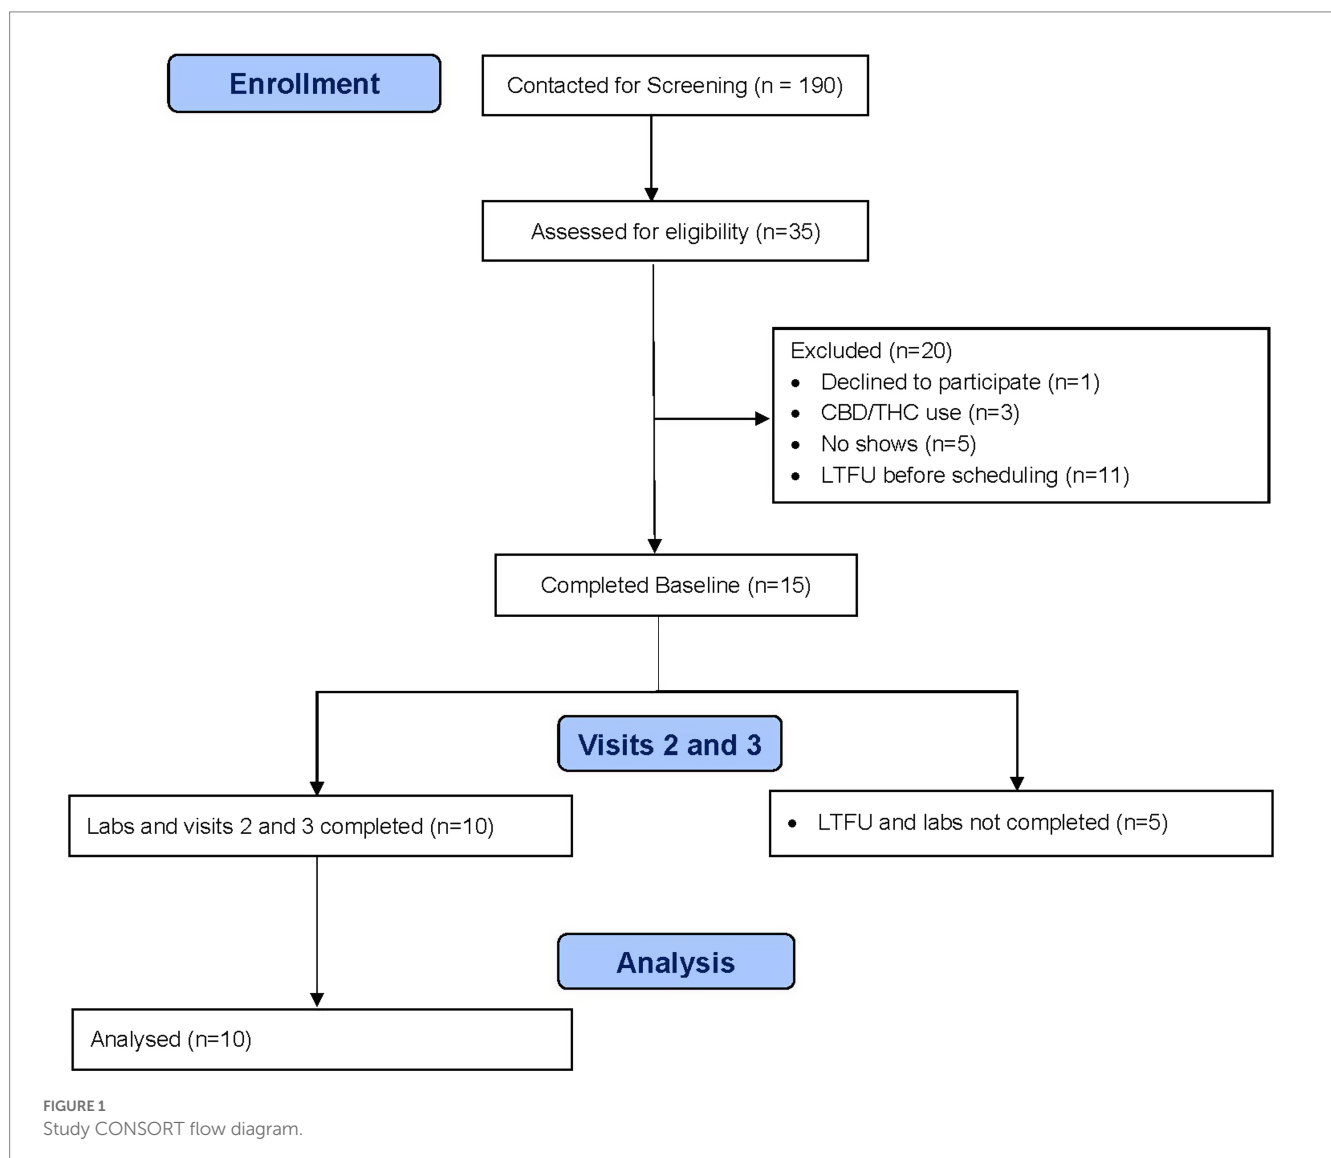 Enrollment
Contacted for Screening (n = 190)
Assessed for eligibility (n=35)
Excluded (n=20)
• Declined to participate (n=1)
• CBD/THC use (n=3)
• No shows (n=5)
• LTFU before scheduling (n=11)
Completed Baseline (n=15)
Visits 2 and 3
Labs and visits 2 and 3 completed (n=10)
• LTFU and labs not completed (n=5)
Analysis
Analysed (n=10)
FIGURE 1
Study CONSORT flow diagram.